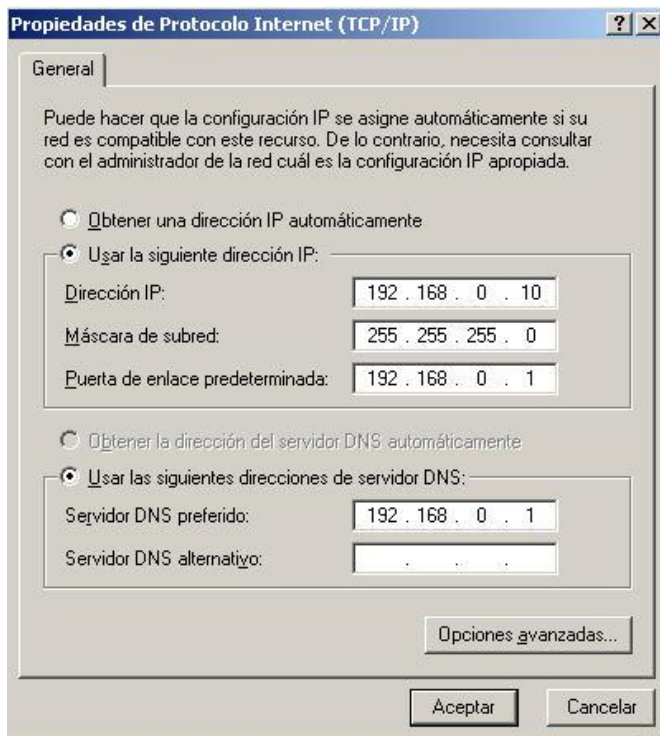 Propiedades de Protocolo Internet (TCP/IP)
General
Puede hacer que la configuración IP se asigne automáticamente si su
red es compatible con este recurso. De lo contrario, necesita consultar
con el administrador de la red cuál es la configuración IP apropiada.
Obtener una dirección IP automáticamente
Usar la siguiente dirección IP:
Dirección IP: 192 . 168 . 0 . 10
Máscara de subred: 255 . 255 . 255 . 0
Puerta de enlace predeterminada: 192 . 168 . 0 . 1
Obtener la dirección del servidor DNS automáticamente
Usar las siguientes direcciones de servidor DNS:
Servidor DNS preferido: 192 . 168 . 0 . 1
Servidor DNS alternativo: . . .
Opciones avanzadas...
Aceptar Cancelar